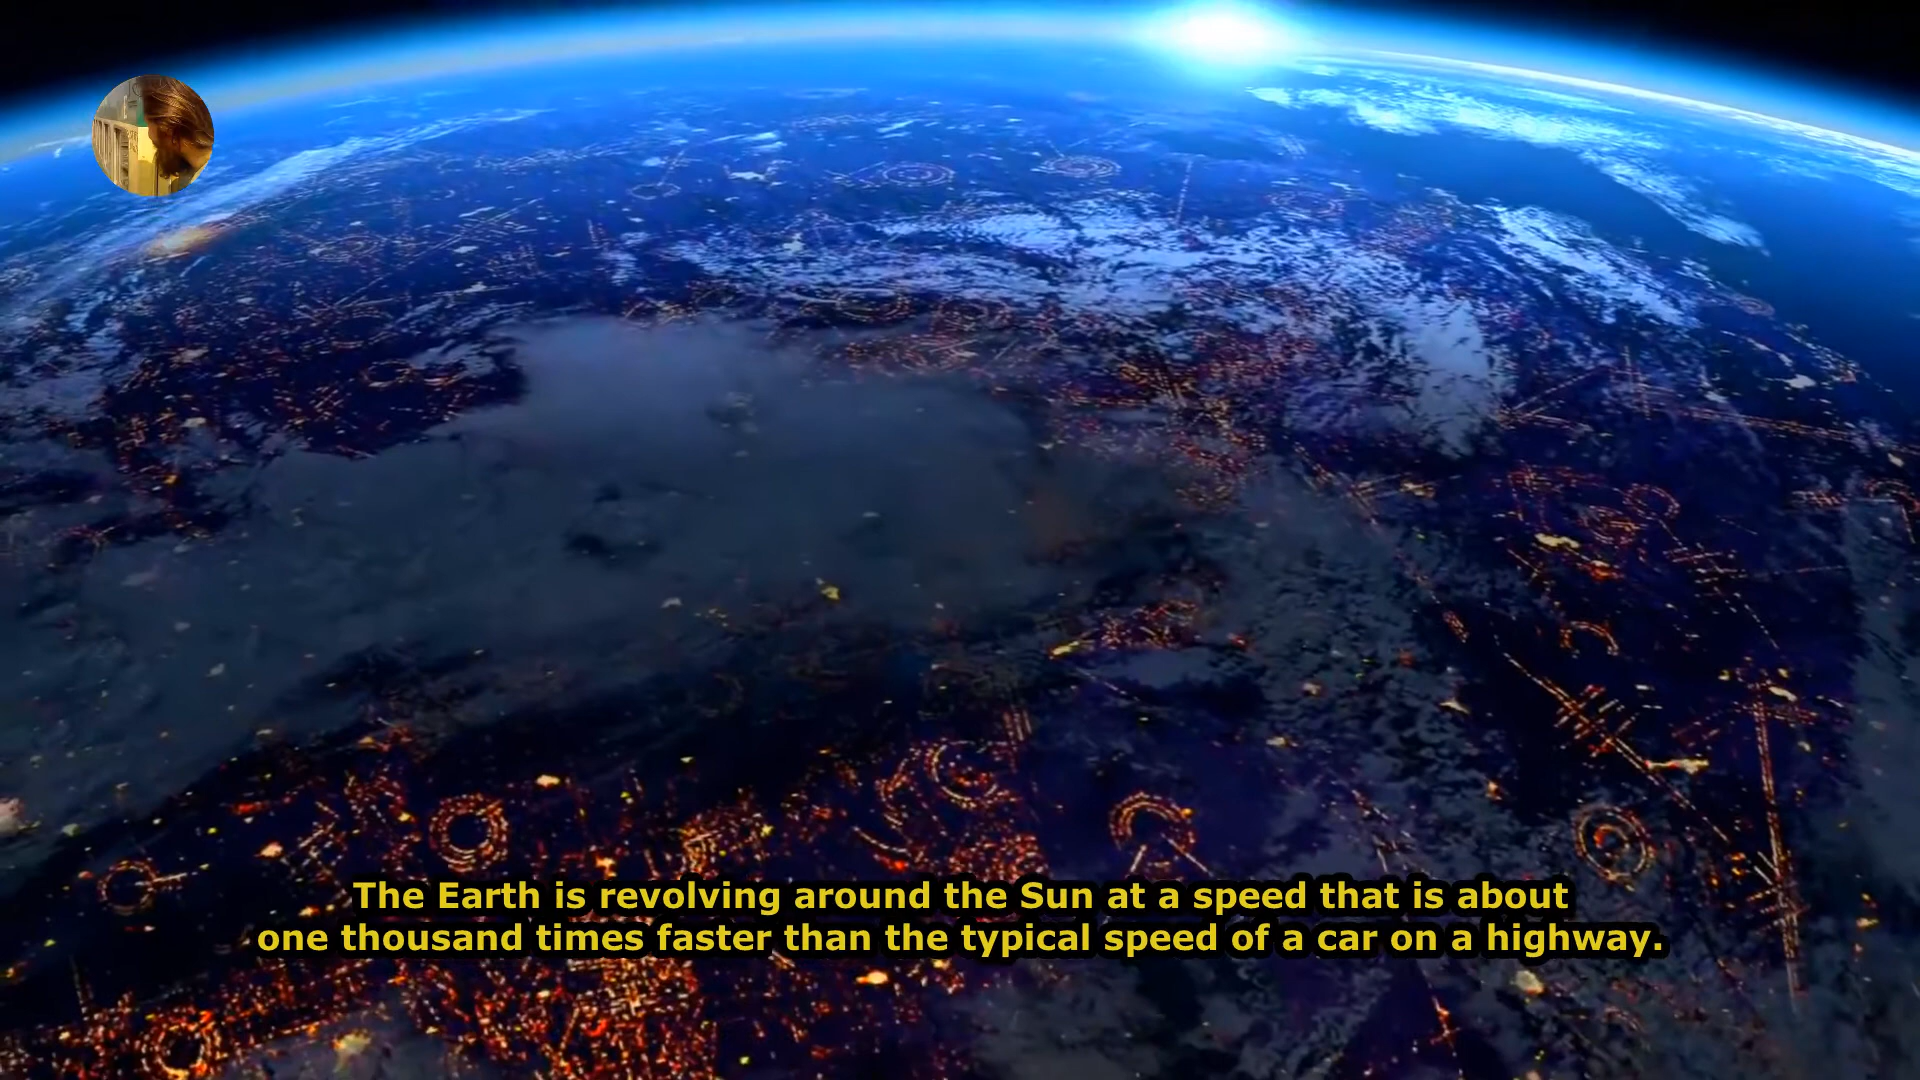 The Earth is revolving around the Sun at a speed that is about
one thousand times faster than the typical speed of a car on a highway.